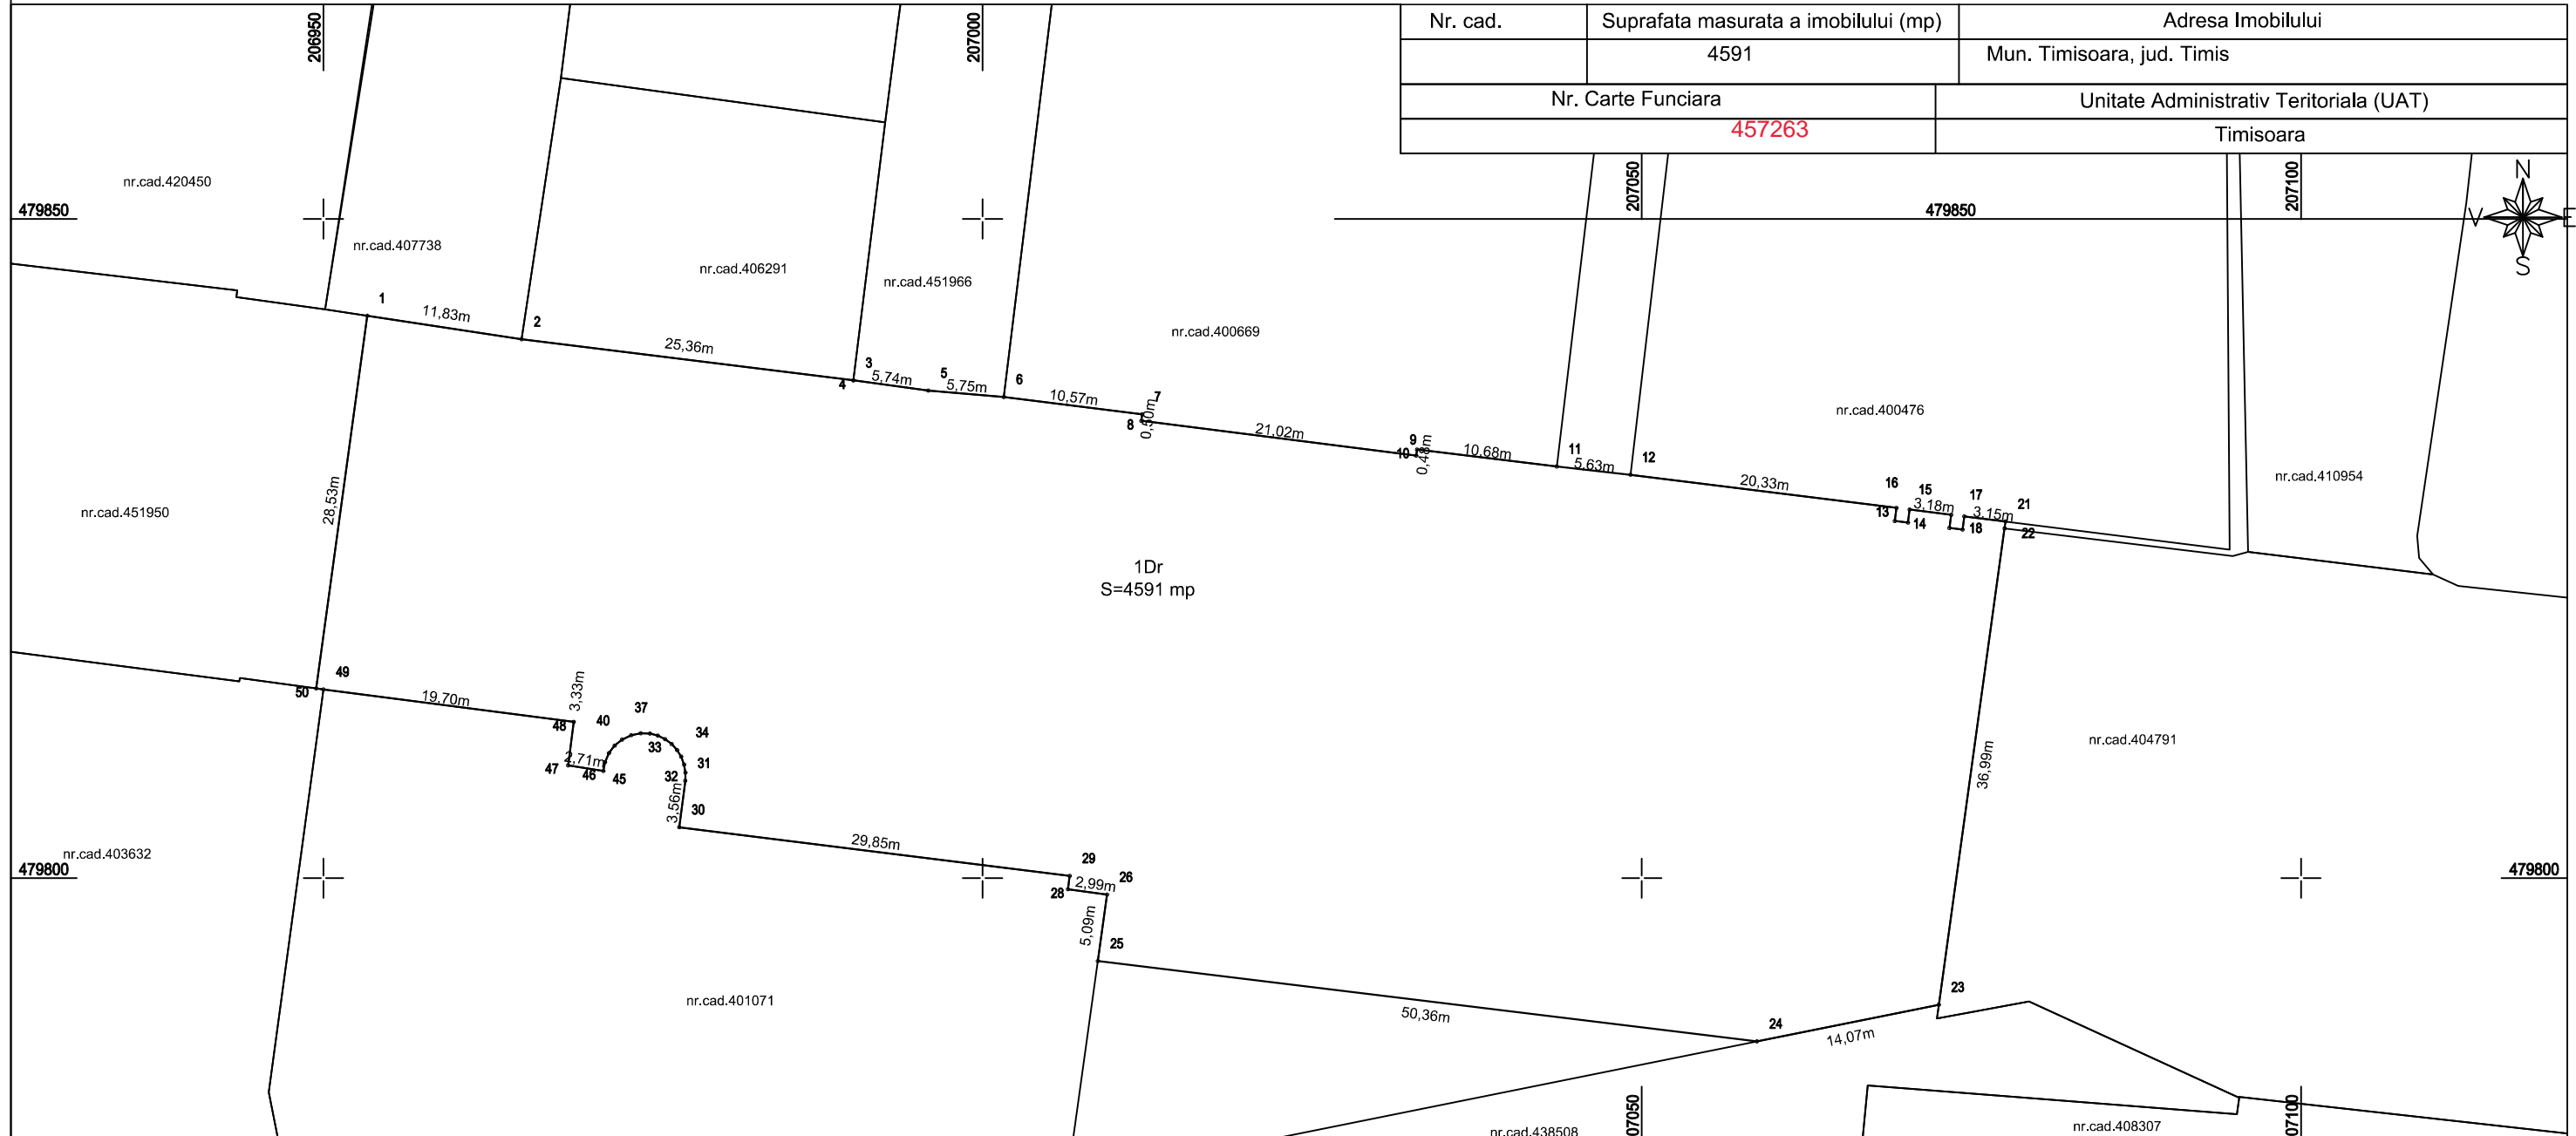 Nr. cad.
Suprafata masurata a imobilului (mp)
Adresa Imobilului
4591
Mun. Timisoara, jud. Timis
Nr. Carte Funciara
Unitate Administrativ Teritoriala (UAT)
457263
Timisoara
206950
207000
207050
207100
N
V
E
S
479850
479850
nr.cad.420450
nr.cad.407738
nr.cad.406291
nr.cad.451966
nr.cad.400669
nr.cad.400476
nr.cad.410954
1
11,83m
2
25,36m
3
4
5,74m
5
5,75m
6
10,57m
7
0,50m
8
21,02m
9
10
0,48m
10,68m
11
5,63m
12
20,33m
16
13
15
14
3,18m
17
18
3,15m
21
22
nr.cad.451950
28,53m
1Dr
S=4591 mp
49
50
19,70m
3,33m
48
40
37
34
33
31
32
2,71m
47
46
45
3,56m
30
36,99m
nr.cad.404791
nr.cad.403632
29,85m
29
479800
479800
2,99m
26
28
5,09m
25
nr.cad.401071
50,36m
23
24
14,07m
nr.cad.438508
07050
nr.cad.408307
07100